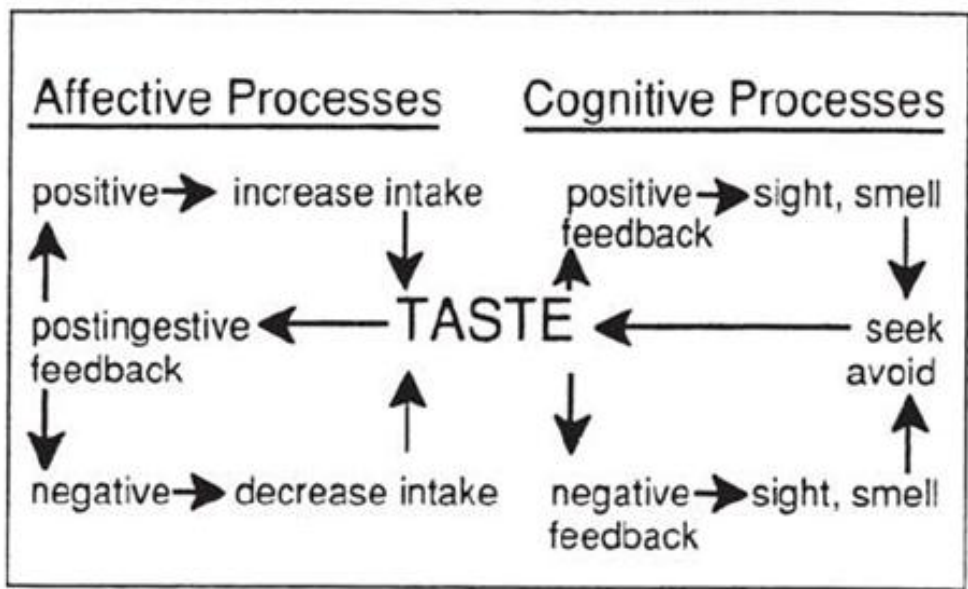 Affective Processes
Cognitive Processes
positive increase intake
positive sight, smell
feedback
TASTE
postingestive
feedback
seek
avoid
negative decrease intake
negative sight, smell
feedback